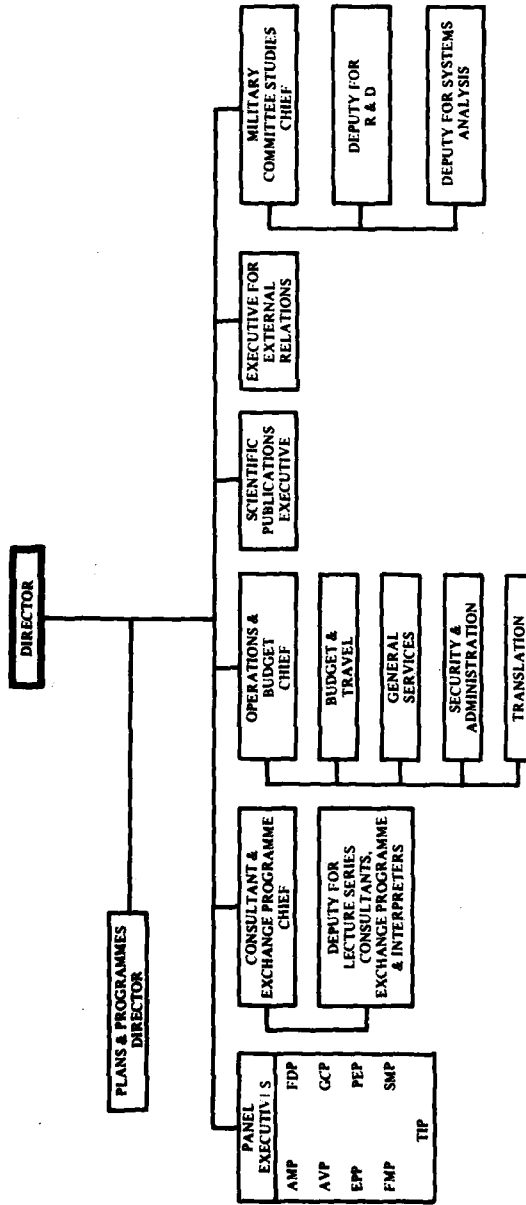 DIRECTOR
PLANS & PROGRAMMES
DIRECTOR
PANEL
EXECUTIVES
AMP FDP
AVP GCP
EPP PEP
FMP SMP
TIP
CONSULTANT &
EXCHANGE PROGRAMME
CHIEF
DEPUTY FOR
LECTURE SERIES
CONSULTANTS,
EXCHANGE PROGRAMME
& INTERPRETERS
OPERATIONS &
BUDGET
CHIEF
BUDGET &
TRAVEL
GENERAL
SERVICES
SECURITY &
ADMINISTRATION
TRANSLATION
SCIENTIFIC
PUBLICATIONS
EXECUTIVE
EXECUTIVE FOR
EXTERNAL
RELATIONS
MILITARY
COMMITTEE STUDIES
CHIEF
DEPUTY FOR
R & D
DEPUTY FOR SYSTEMS
ANALYSIS